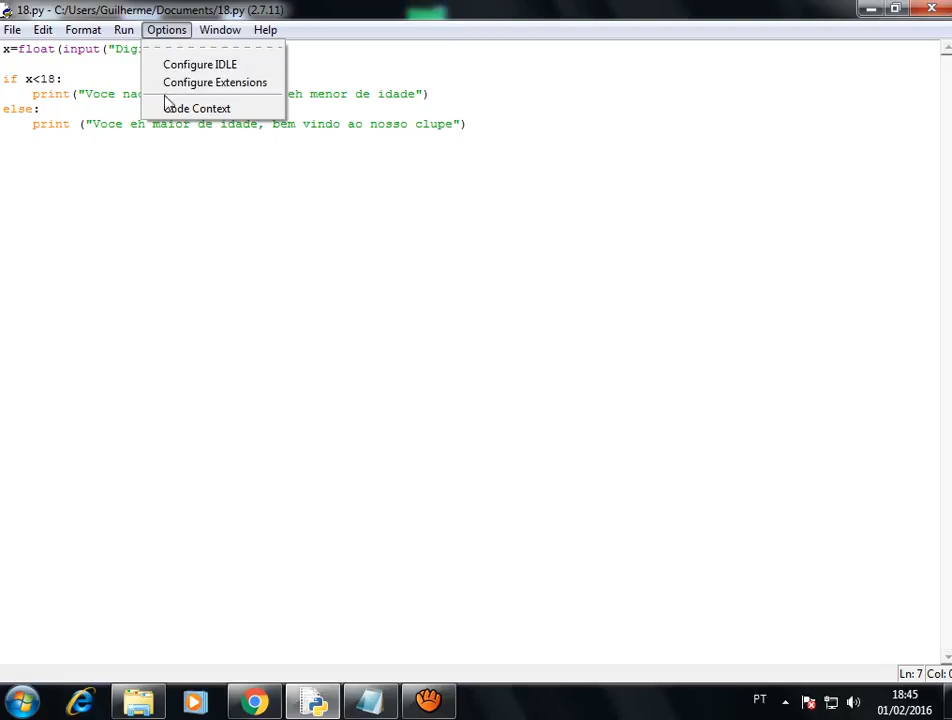 18.py - C:/Users/Guilherme/Documents/18.py (2.7.11)
File Edit Format Run Options Window Help
x=float(input("Dig
Configure IDLE
if x<18:
Configure Extensions
print("Voce na eh menor de idade")
else:
Code Context
print ("Voce eh maior de idade, bem vindo ao nosso clupe")
Ln: 7 Col:
PT
18:45
01/02/2016